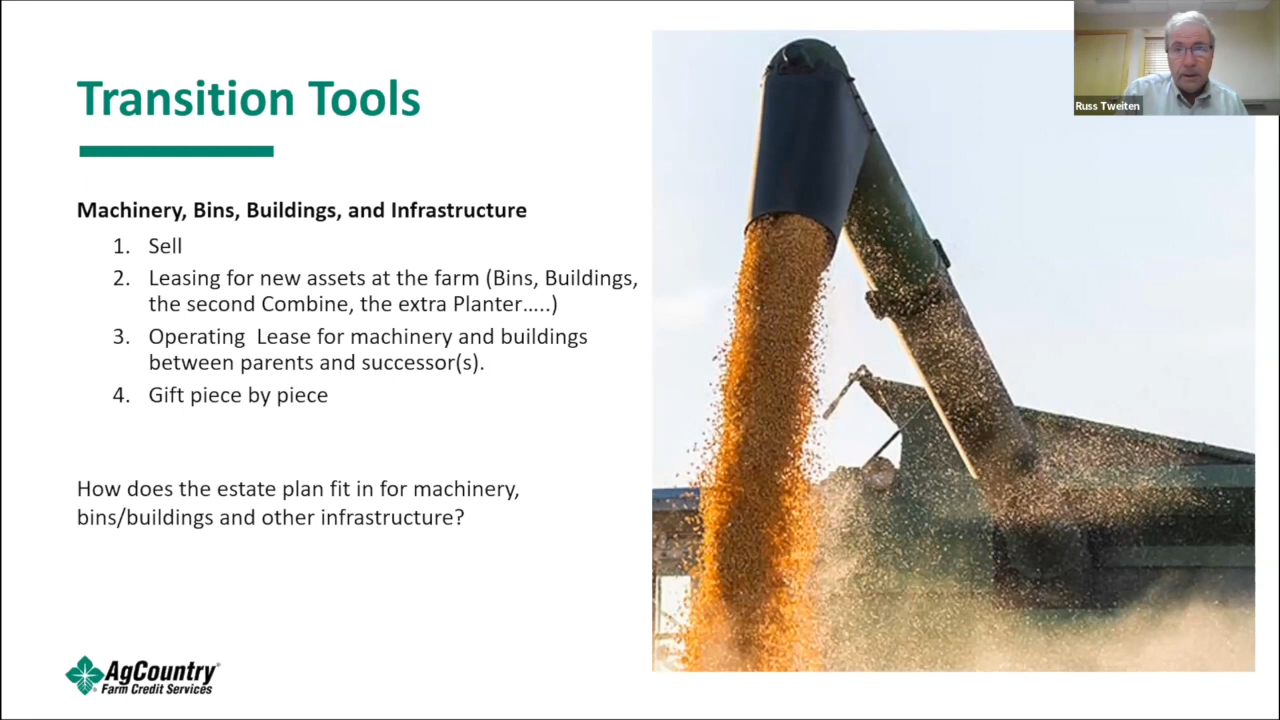 Transition Tools
Russ Tweiten
Machinery, Bins, Buildings, and Infrastructure
1. Sell
2. Leasing for new assets at the farm (Bins, Buildings,
the second Combine, the extra Planter…..)
3. Operating  Lease for machinery and buildings
between parents and successor(s).
4. Gift piece by piece
How does the estate plan fit in for machinery,
bins/buildings and other infrastructure?
AgCountry®
Farm Credit Services